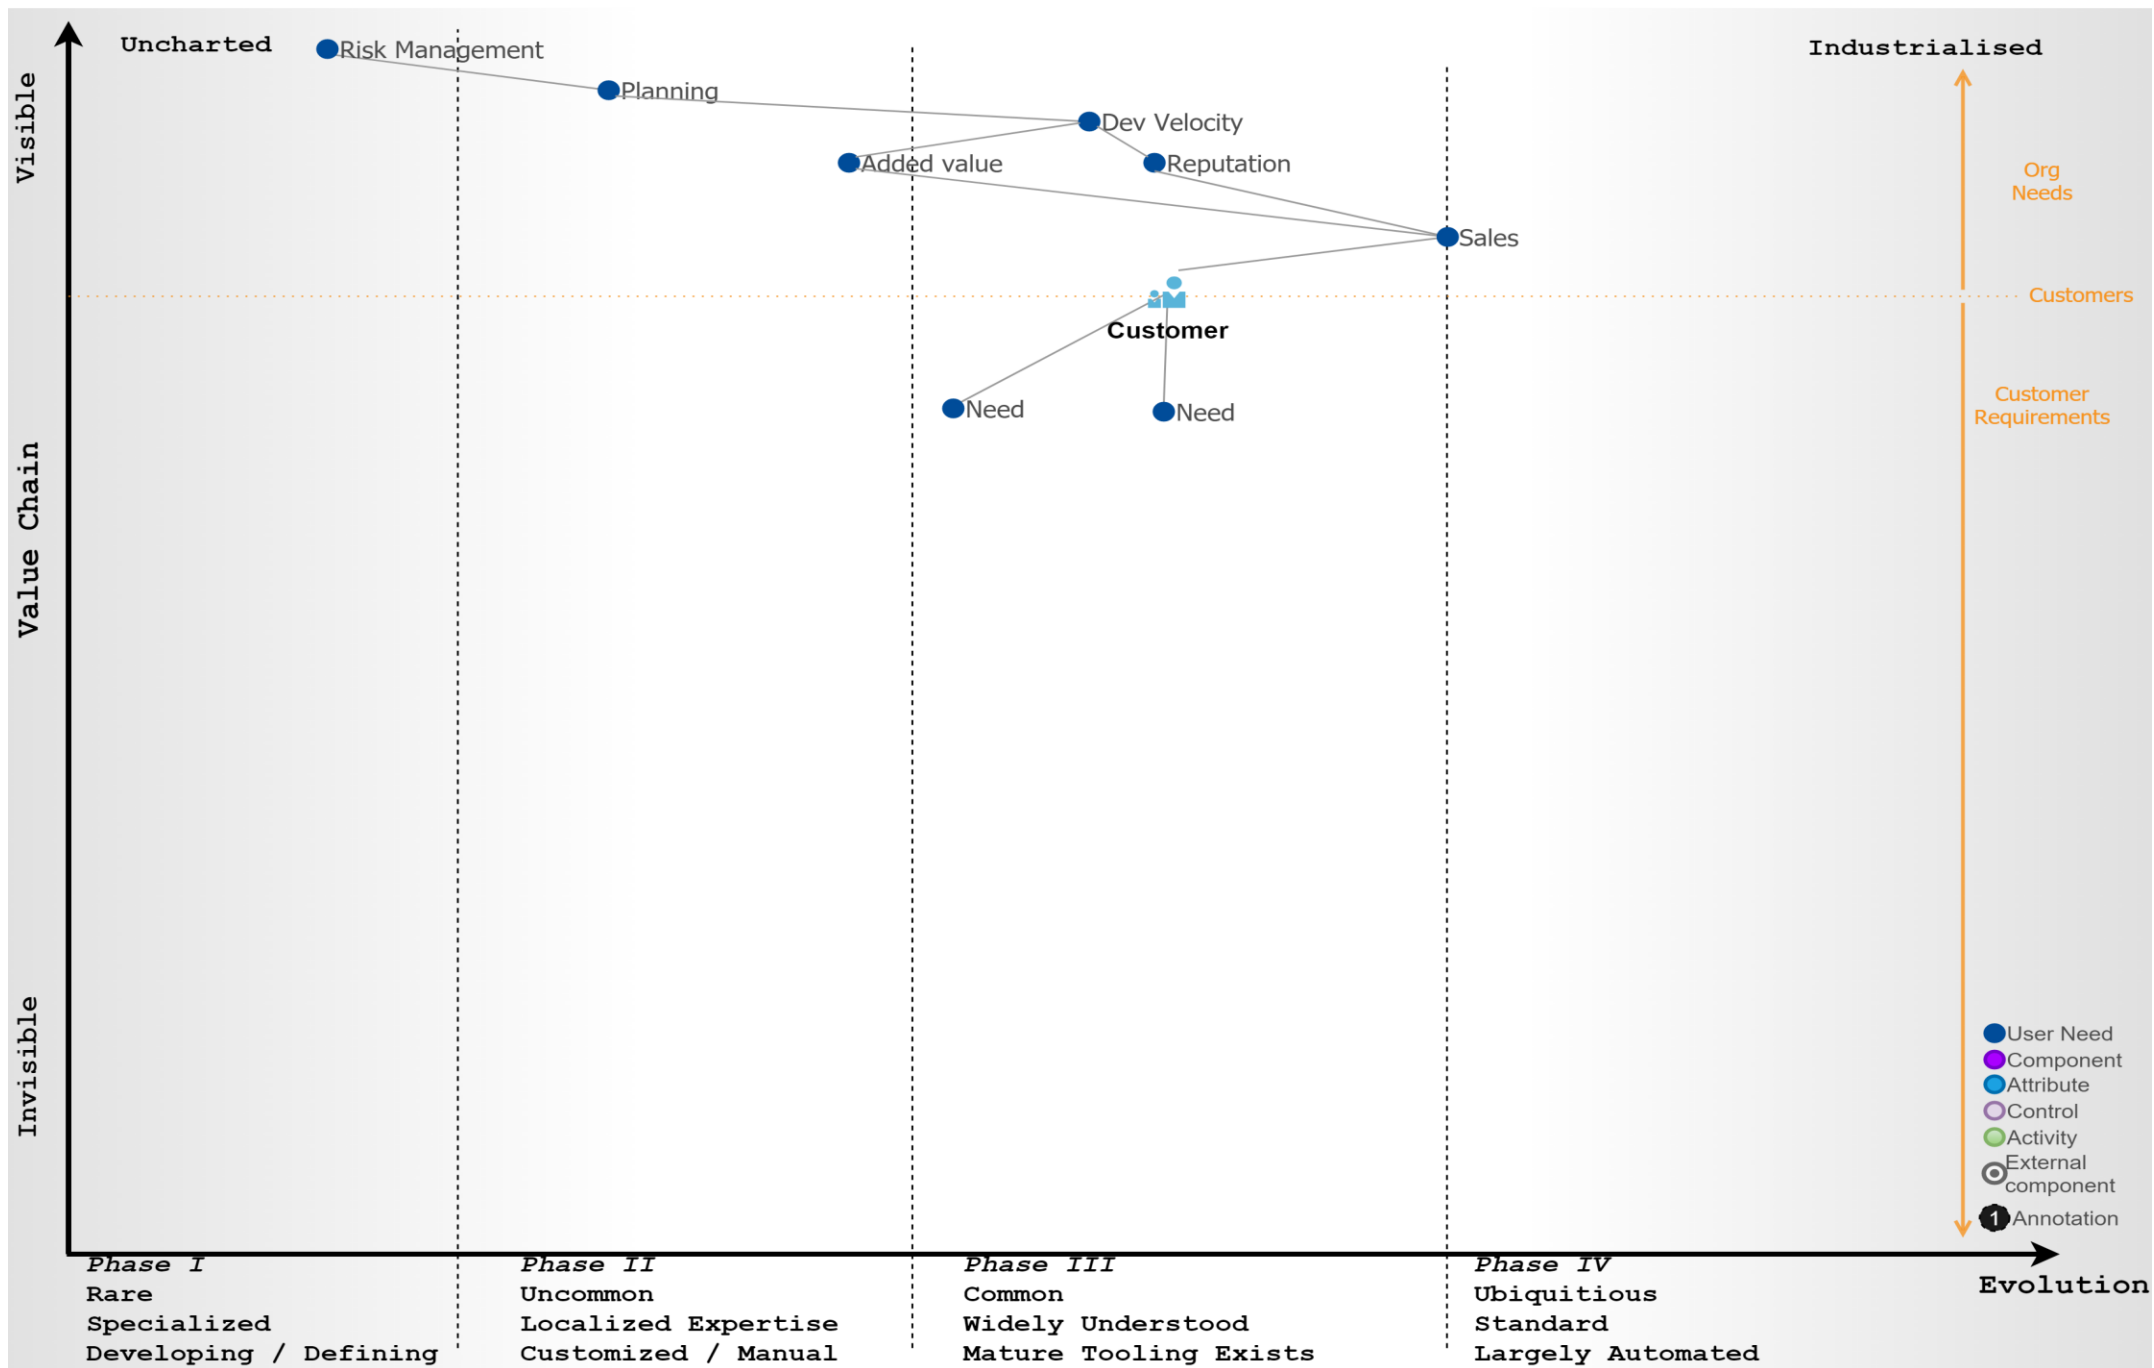 Uncharted
Risk Management
Industrialised
Planning
Dev Velocity
Added value
Reputation
Org
Needs
Sales
Customers
Customer
Need
Need
Customer
Requirements
Visible
Value Chain
Invisible
User Need
Component
Attribute
Control
Activity
External
component
1 Annotation
Phase I
Rare
Specialized
Developing / Defining
Phase II
Uncommon
Localized Expertise
Customized / Manual
Phase III
Common
Widely Understood
Mature Tooling Exists
Phase IV
Ubiquitious
Standard
Largely Automated
Evolution